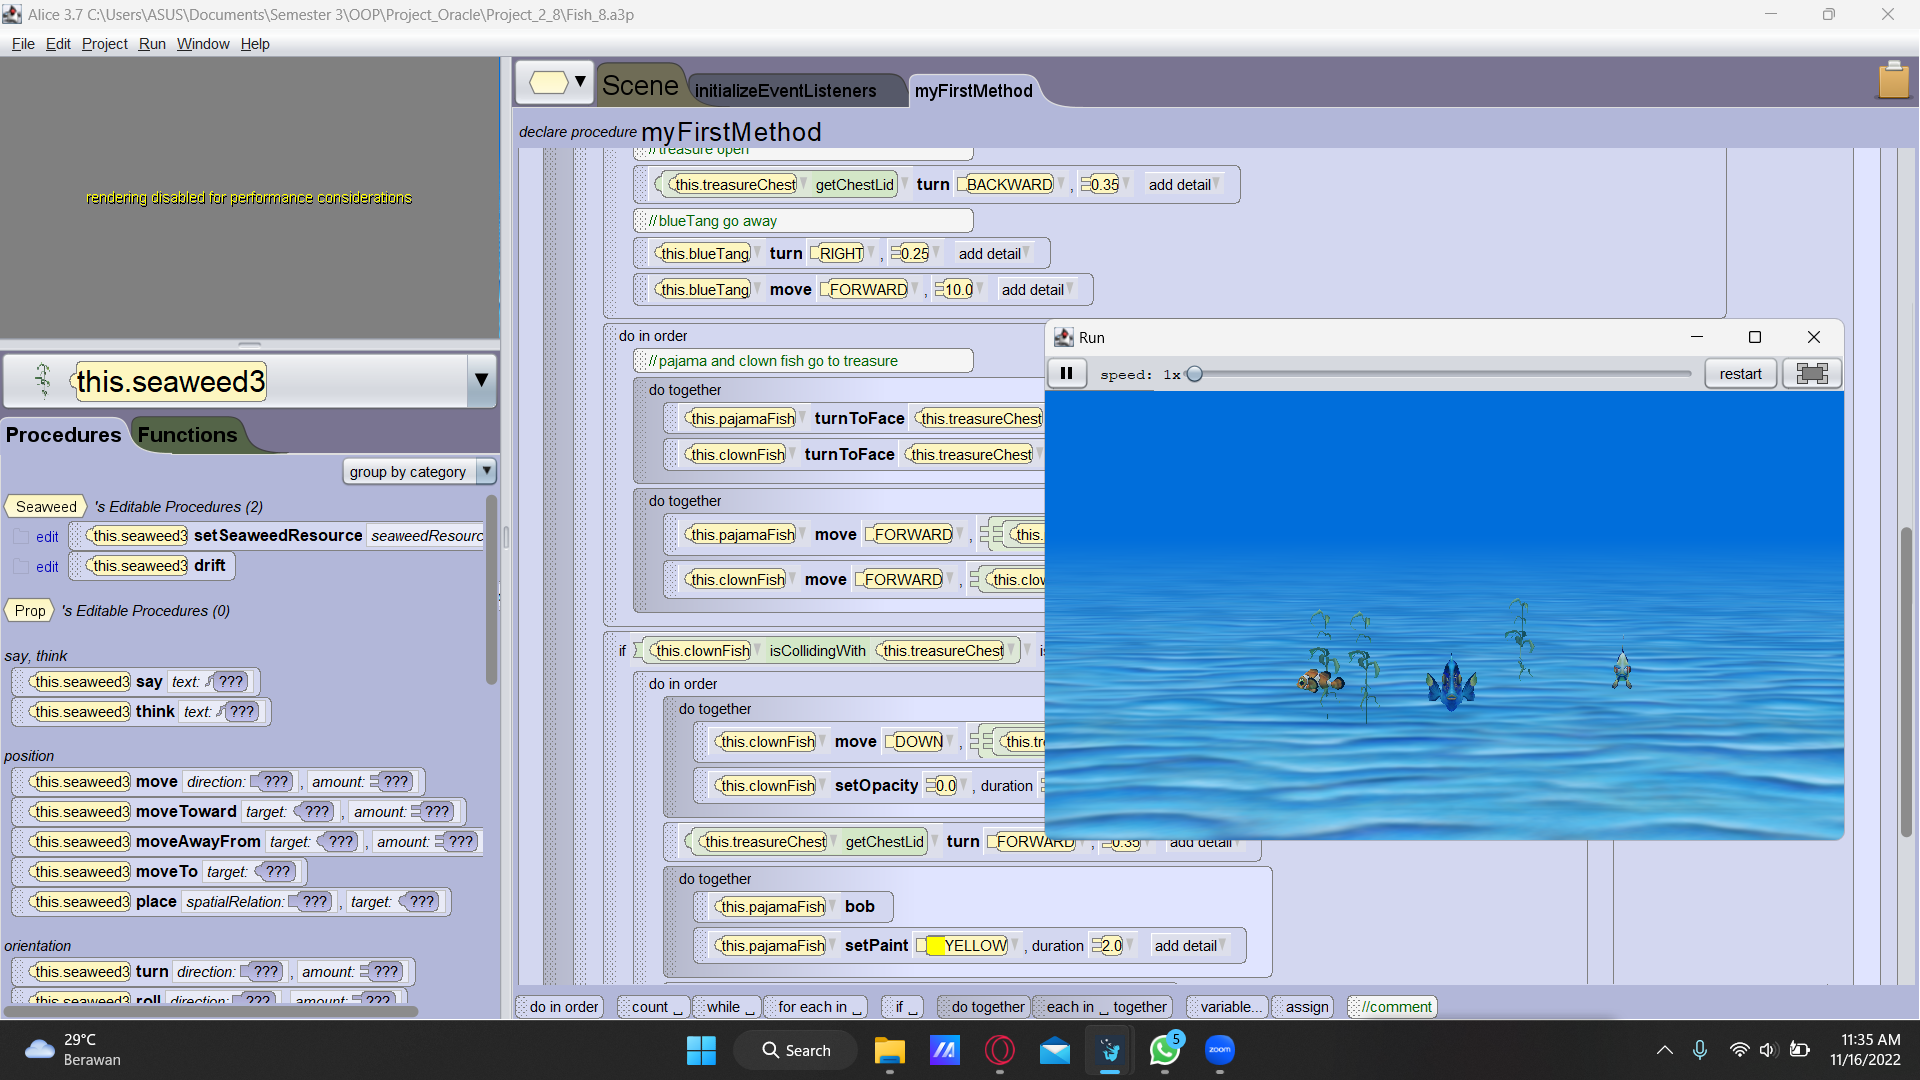 Alice 3.7 C:\Users\ASUS\Documents\Semester 3\OOP\Project_Oracle\Project_2_8\Fish_8.a3p
File Edit Project Run Window Help
rendering disabled for performance considerations
this.seaweed3
Procedures Functions
group by category
Seaweed 's Editable Procedures (2)
edit this.seaweed3 setSeaweedResource seaweedResourc
edit this.seaweed3 drift
Prop 's Editable Procedures (0)
say, think
this.seaweed3 say text: ???
this.seaweed3 think text: ???
position
this.seaweed3 move direction: ??? , amount: ???
this.seaweed3 moveToward target: ??? , amount: ???
this.seaweed3 moveAwayFrom target: ??? , amount: ???
this.seaweed3 moveTo target: ???
this.seaweed3 place spatialRelation: ??? , target: ???
orientation
this.seaweed3 turn direction: ??? , amount: ???
this.seaweed3 roll direction: ??? amount: ???
Scene initializeEventListeners myFirstMethod
declare procedure myFirstMethod
//treasure open
this.treasureChest getChestLid turn BACKWARD , 0.35 add detail
//blueTang go away
this.blueTang turn RIGHT , 0.25 add detail
this.blueTang move FORWARD , 10.0 add detail
do in order
//pajama and clown fish go to treasure
do together
this.pajamaFish turnToFace this.treasureChest
this.clownFish turnToFace this.treasureChest
do together
this.pajamaFish move FORWARD , this.
this.clownFish move FORWARD , this.clow
if this.clownFish isCollidingWith this.treasureChest
do in order
do together
this.clownFish move DOWN , this.tr
this.clownFish setOpacity 0.0 , duration
this.treasureChest getChestLid turn FORWARD , 0.35 add detail
do together
this.pajamaFish bob
this.pajamaFish setPaint YELLOW , duration 2.0 add detail
do in order count ␣ while ␣ for each in ␣ if ␣ do together each in ␣ together variable... assign //comment
Run
speed: 1x restart
29°C
Berawan
Search
5
zoom
11:35 AM
11/16/2022